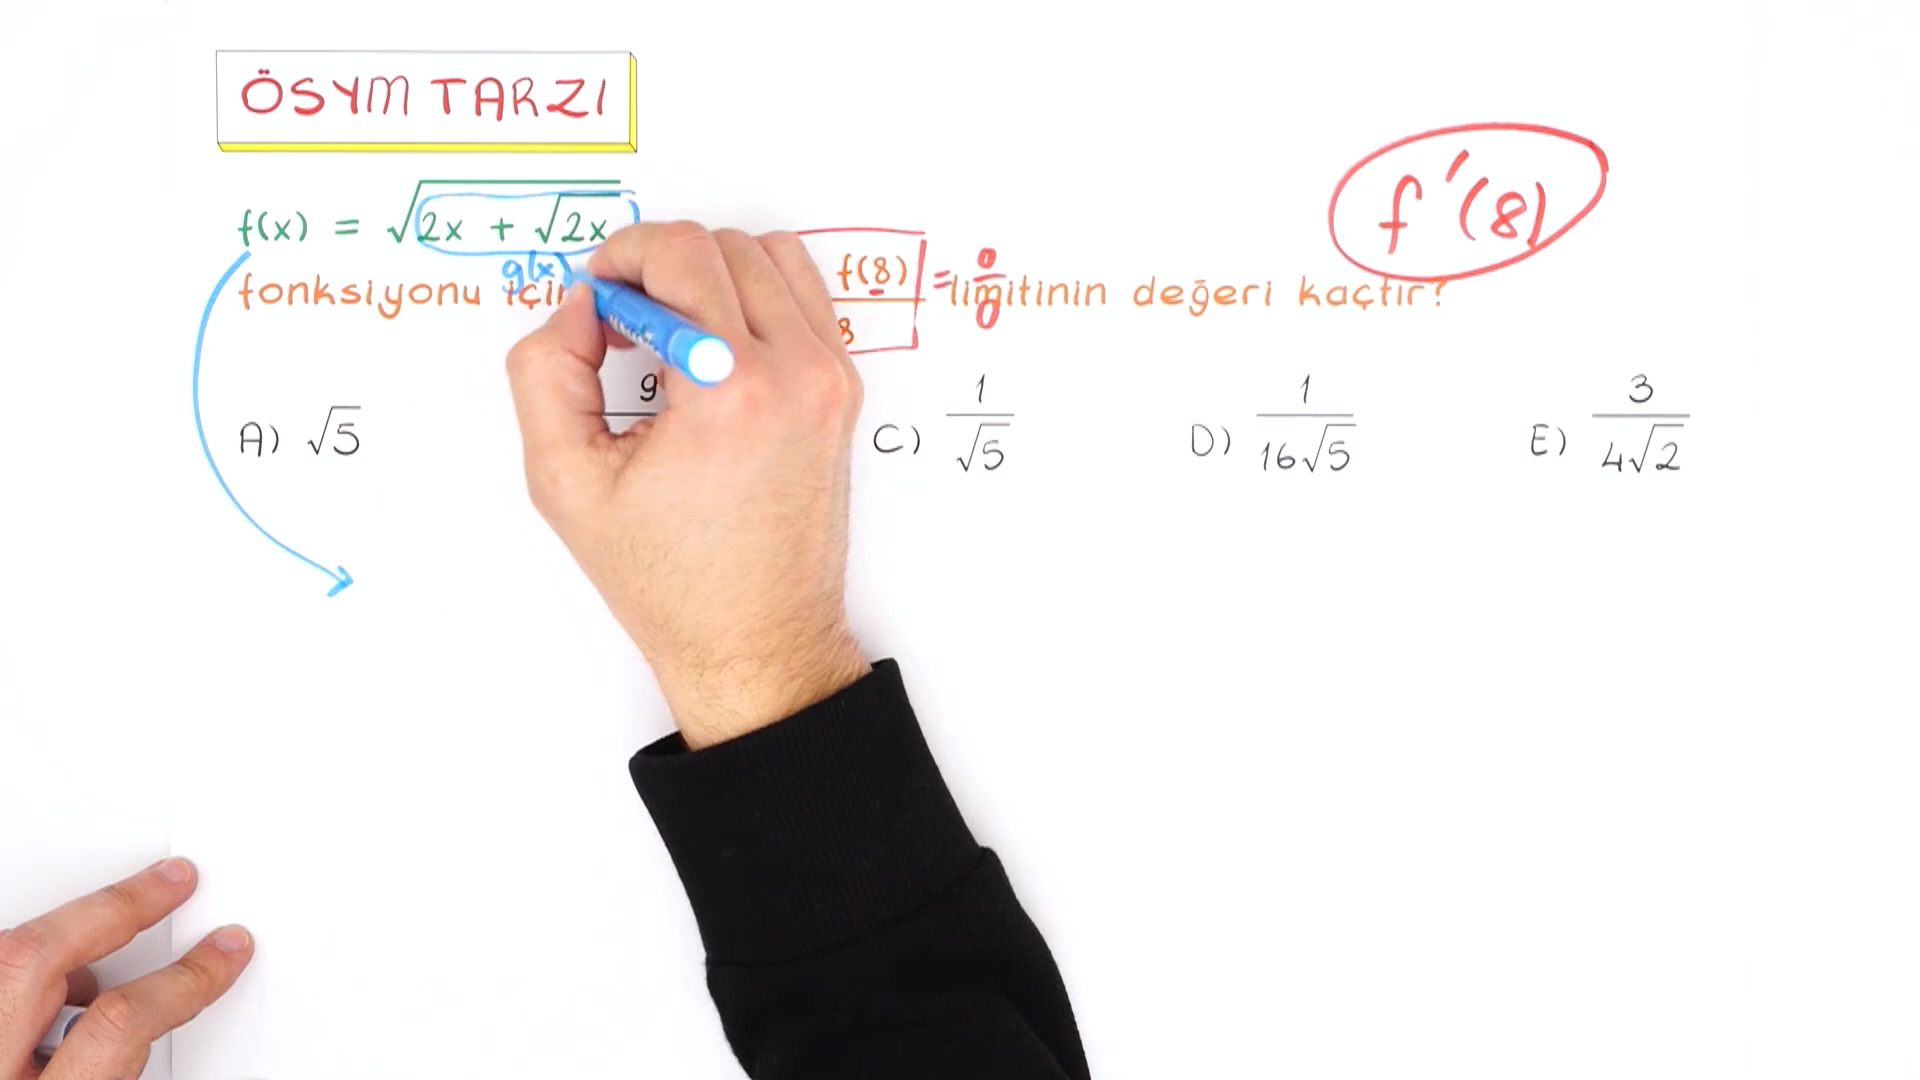 ÖSYM TARZI
f'(8)
f(x) = √(2x + √2x)
g(x)
fonksiyonu için f(8) = 0/0 limitinin değeri kaçtır?
8
A) √5
9
C) 1/√5
D) 1/(16√5)
E) 3/(4√2)